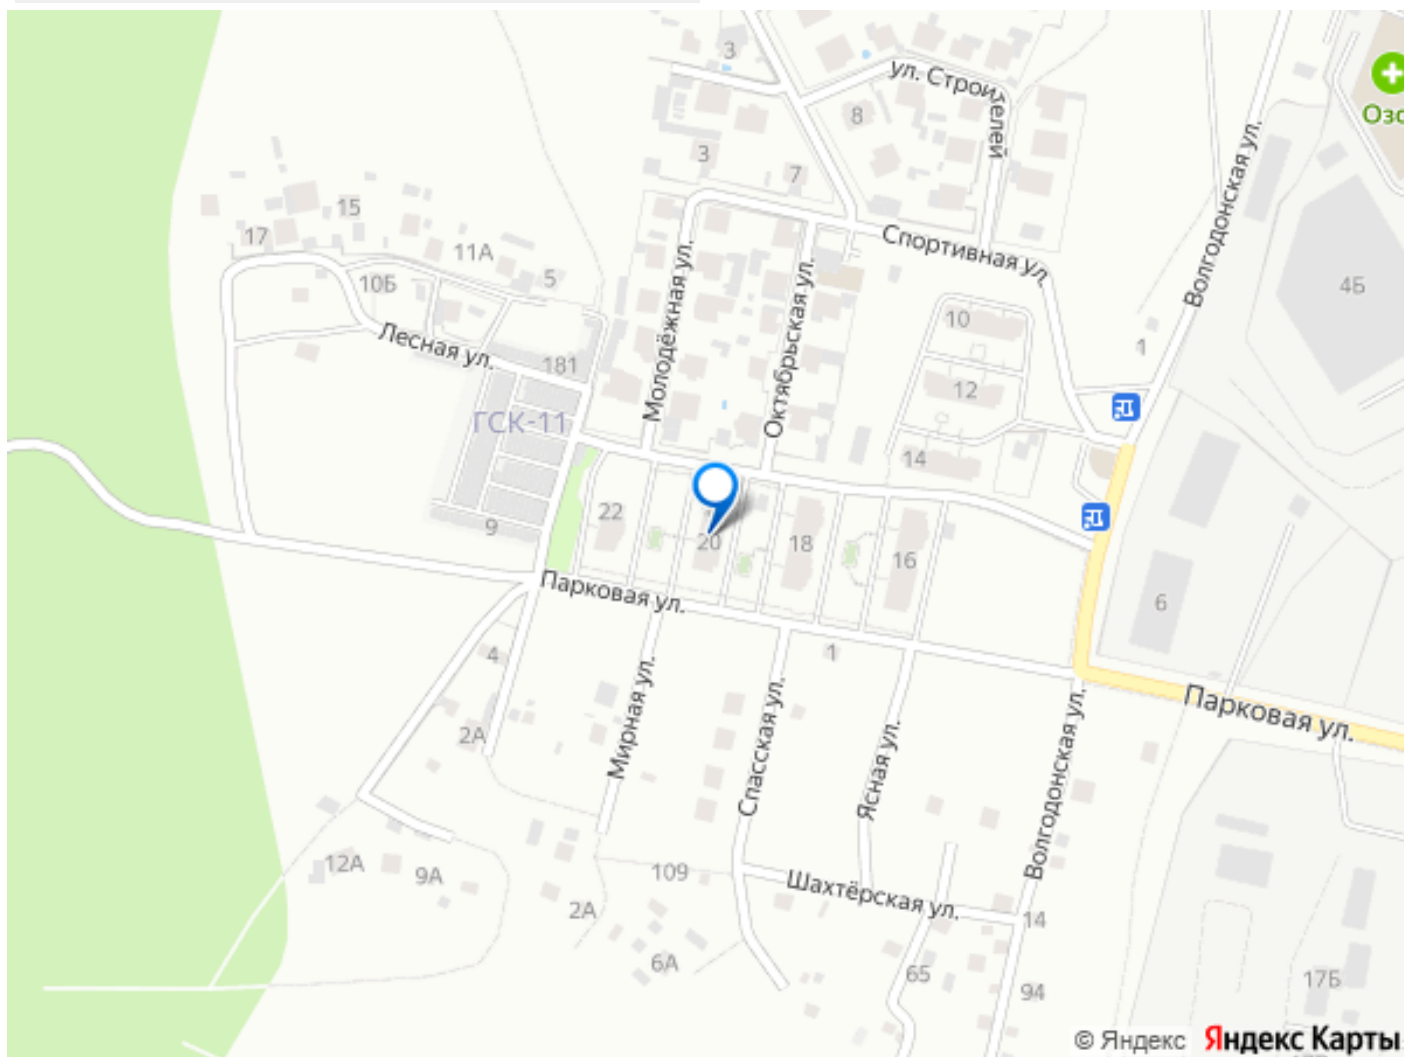 3
ул. Строителей
8
Озо
3
7
Волгодонская ул.
15
17
11А
Спортивная ул.
10Б
5
4Б
Молодёжная ул.
Октябрьская ул.
10
1
Лесная ул.
181
12
ГСК-11
14
22
9
20
18
16
6
Парковая ул.
4
1
Мирная ул.
Спасская ул.
Ясная ул.
Волгодонская ул.
Парковая ул.
2А
12А
9А
109
Шахтёрская ул.
2А
14
6А
65
94
17Б
© Яндекс Яндекс Карты